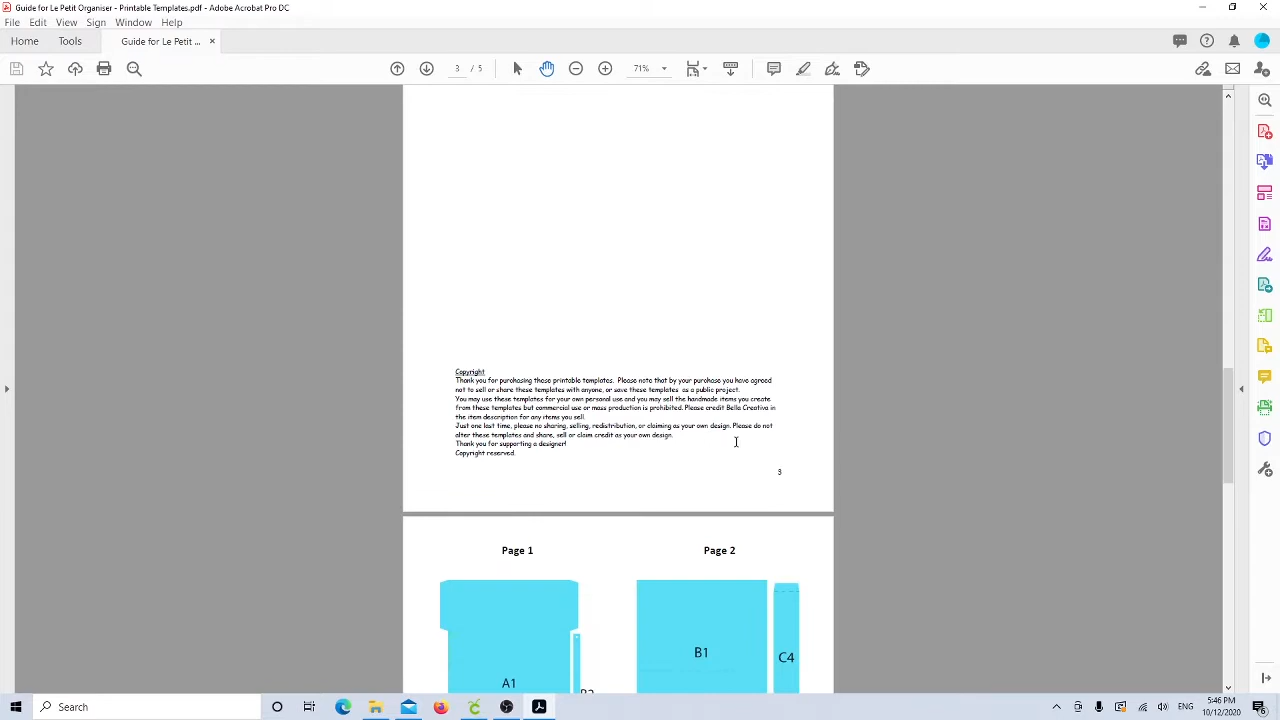 Guide for Le Petit Organiser - Printable Templates.pdf - Adobe Acrobat Pro DC
File Edit View Sign Window Help
Home Tools Guide for Le Petit ... ×
3 / 5 71%
Copyright
Thank you for purchasing these printable templates. Please note that by your purchase you have agreed
not to sell or share these templates with anyone, or save these templates as a public project.
You may use these templates for your own personal use and you may sell the handmade items you create
from these templates but commercial use or mass production is prohibited. Please credit Bella Creativa in
the item description for any items you sell.
Just one last time, please no sharing, selling, redistribution, or claiming as your own design. Please do not
alter these templates and share, sell or claim credit as your own design.
Thank you for supporting a designer!
Copyright reserved.
3
Page 1 Page 2
B1
C4
A1
Search
ENG
5:46 PM
10/12/2020